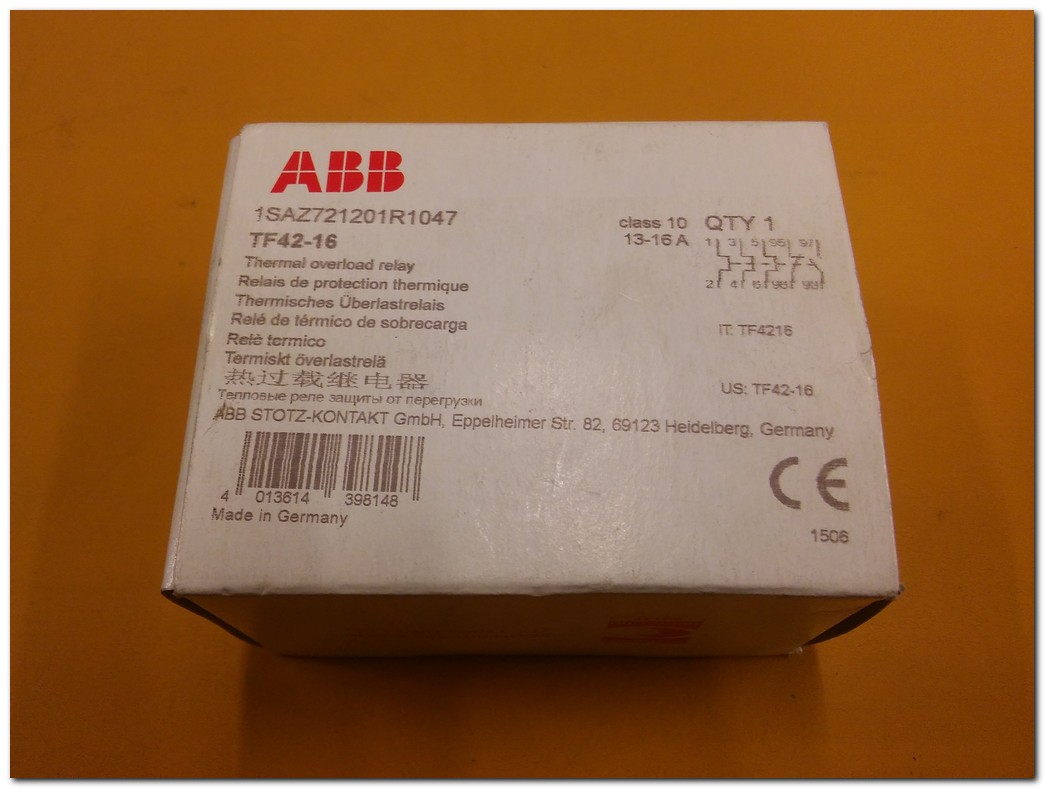 ABB
1SAZ721201R1047
TF42-16
Thermal overload relay
Relais de protection thermique
Thermisches Überlastrelais
Relé de térmico de sobrecarga
Relè termico
Termiskt överlastrelä
热过载继电器
Тепловые реле защиты от перегрузки
ABB STOTZ-KONTAKT GmbH, Eppelheimer Str. 82, 69123 Heidelberg, Germany
4 013614 398148
Made in Germany
class 10 QTY 1
13-16 A
1 3 5 95 97
2 4 6 96 98
IT: TF4216
US: TF42-16
CE
1506